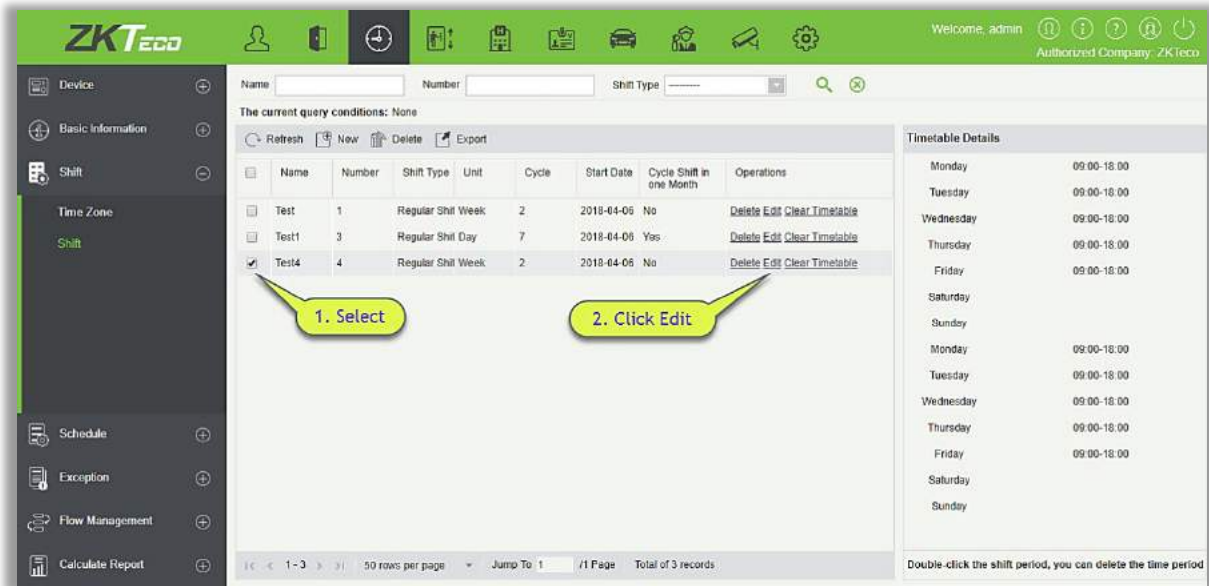 ZKTeco
Welcome, admin
Authorized Company: ZKTeco
Device
Basic Information
Shift
Time Zone
Shift
Schedule
Exception
Flow Management
Calculate Report
Name Number Shift Type ---------
The current query conditions: None
Refresh New Delete Export
Name Number Shift Type Unit Cycle Start Date Cycle Shift in one Month Operations
Test 1 Regular Shil Week 2 2018-04-06 No Delete Edit Clear Timetable
Test1 3 Regular Shil Day 7 2018-04-06 Yes Delete Edit Clear Timetable
Test4 4 Regular Shil Week 2 2018-04-06 No Delete Edit Clear Timetable
1. Select
2. Click Edit
1-3 50 rows per page Jump To 1 /1 Page Total of 3 records
Timetable Details
Monday 09:00-18:00
Tuesday 09:00-18:00
Wednesday 09:00-18:00
Thursday 09:00-18:00
Friday 09:00-18:00
Saturday
Sunday
Monday 09:00-18:00
Tuesday 09:00-18:00
Wednesday 09:00-18:00
Thursday 09:00-18:00
Friday 09:00-18:00
Saturday
Sunday
Double-click the shift period, you can delete the time period